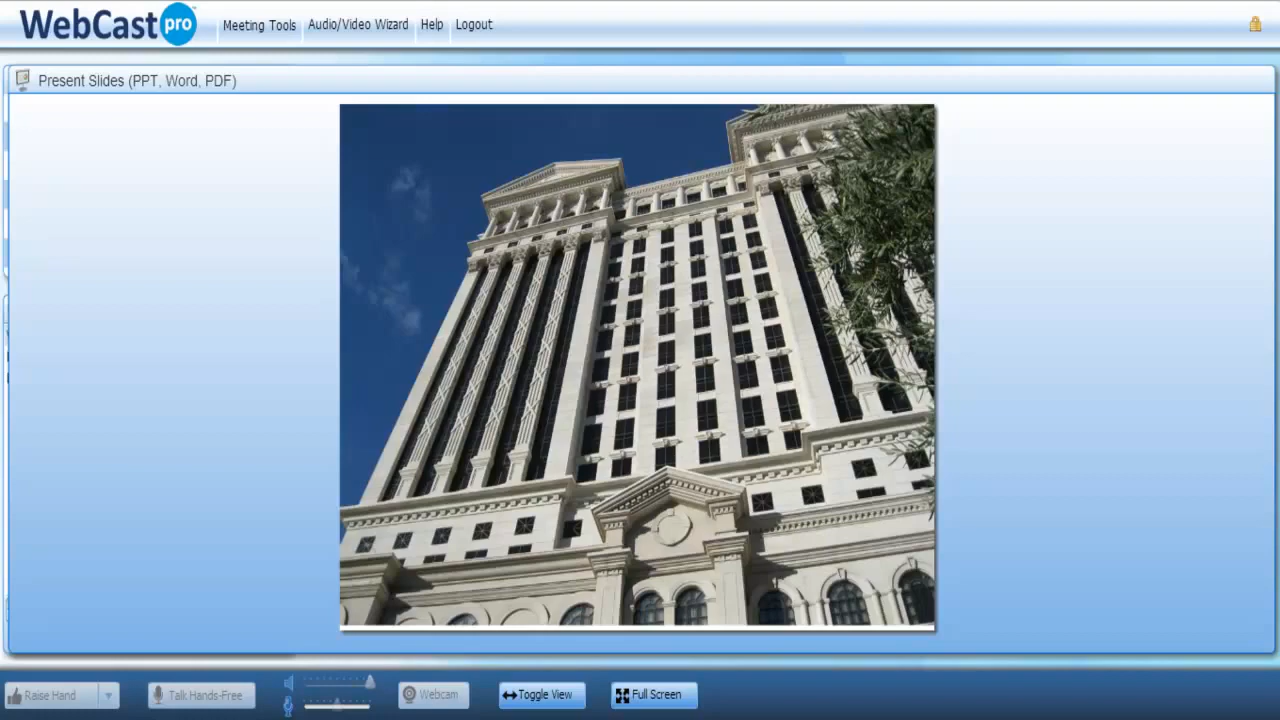 WebCast pro
Meeting Tools
Audio/Video Wizard
Help
Logout
Present Slides (PPT, Word, PDF)
Raise Hand
Talk Hands-Free
Webcam
Toggle View
Full Screen